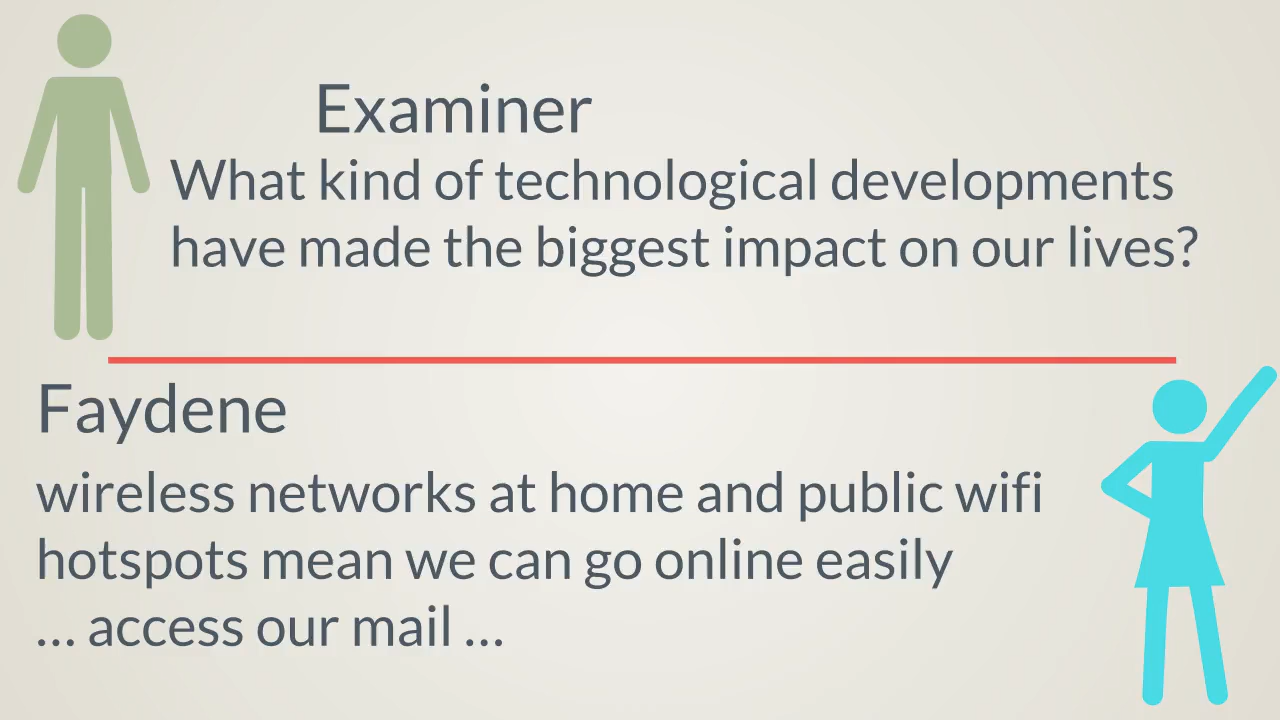 Examiner
What kind of technological developments
have made the biggest impact on our lives?
Faydene
wireless networks at home and public wifi
hotspots mean we can go online easily
... access our mail ...